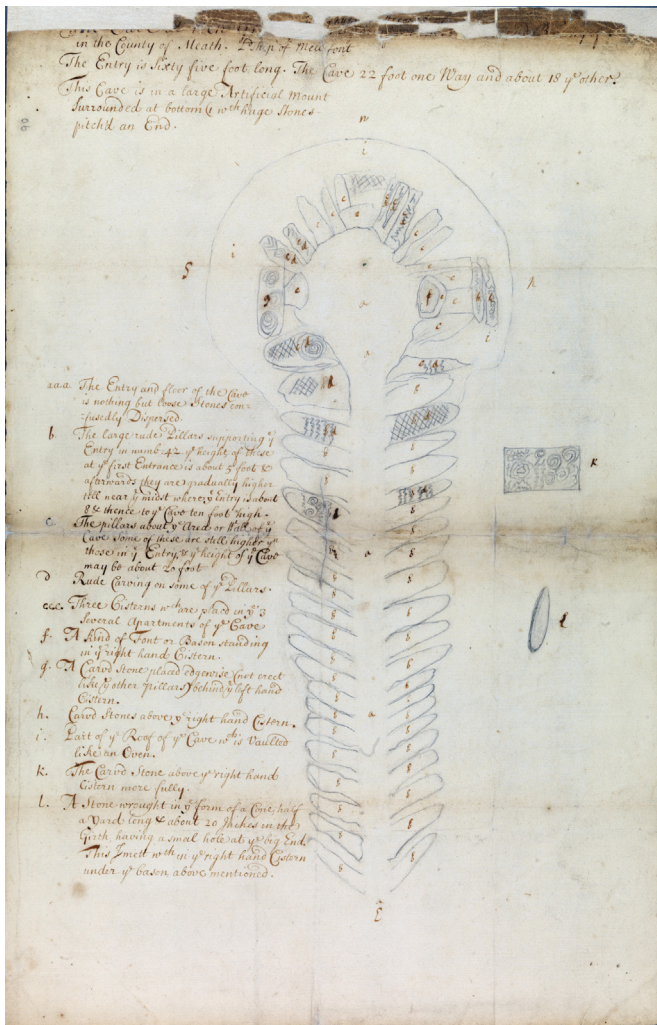 in the County of Meath. P:ship of Mellifont
The Entry is Sixty five foot long. The Cave 22 foot one Way and about 18 yᵉ other.
This Cave is in a large Artificial Mount
Surrounded at bottom wᵗʰ huge Stones
pitch'd an End.
90
N
i
S
aaa The Entry and floor of the Cave
is nothing but loose Stones con-
-fusedly Dispersed.
b. The large rude Pillars supporting yᵉ
Entry in numb: 42 yᵉ height of these
at yᵉ first Entrance is about 5 foot &
afterwards they are gradually higher
till near yᵉ midst where yᵉ Entry is about
8 & thence to yᵉ Cave ten foot high.
c. The pillars about yᵉ Area or Wall of yᵉ
Cave some of these are still higher yⁿ
those in yᵉ Entry, & yᵉ height of yᵉ Cave
may be about 20 foot
d Rude Carving on some of yᵉ Pillars.
eee. Three Cisterns wᶜʰ are placd in yᵉ 3
Several Apartments of yᵉ Cave
f. A kind of Font or Bason standing
in yᵉ right hand Cistern.
g. A Carvd Stone placed edgewise (not erect
like yᵉ other pillars) behind yᵉ left hand
Cistern.
h. Carvd Stones above yᵉ right hand Cistern.
i. Part of yᵉ Roof of yᵉ Cave wᶜʰ is Vaulted
like an Oven.
k. The Carvd Stone above yᵉ right hand
Cistern more fully.
l. A Stone wrought in yᵉ form of a Cone, half
a Yard long & about 20 Inches in the
Girth having a smal hole at yᵉ big End.
This I mett wᵗʰ in yᵉ right hand Cistern
under yᵉ bason above mentioned.
k
l
a
E